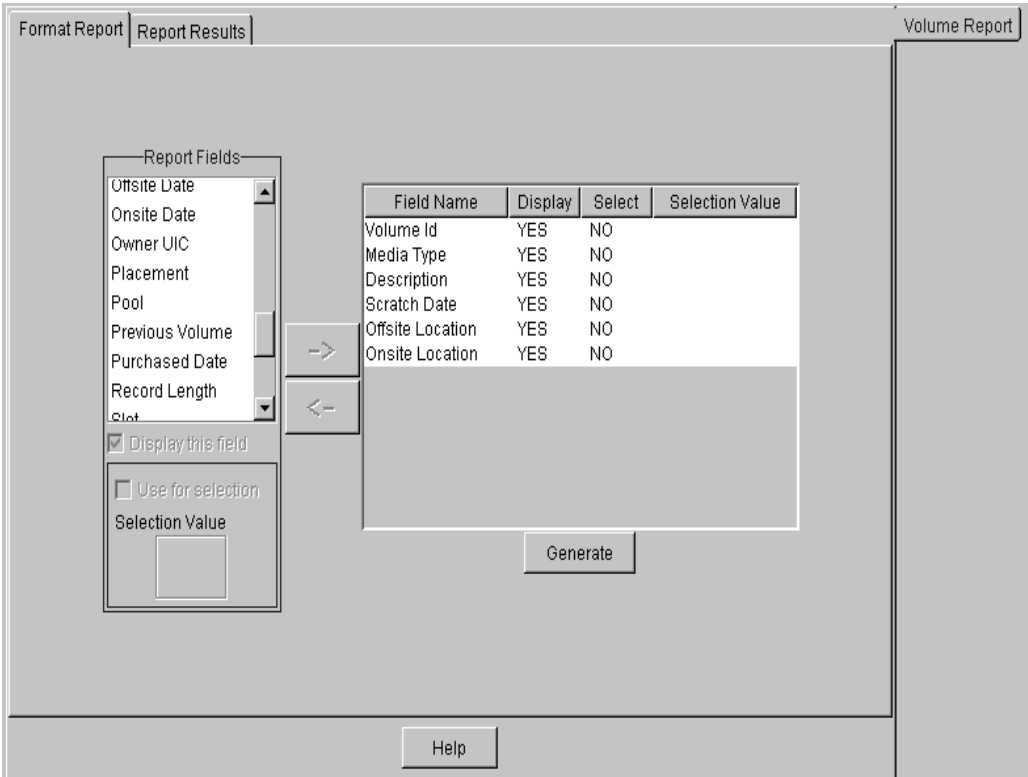 Format Report Report Results Volume Report
Report Fields
Offsite Date
Onsite Date
Owner UIC
Placement
Pool
Previous Volume
Purchased Date
Record Length
Slot
Display this field
Use for selection
Selection Value
->
<-
Field Name Display Select Selection Value
Volume Id YES NO
Media Type YES NO
Description YES NO
Scratch Date YES NO
Offsite Location YES NO
Onsite Location YES NO
Generate
Help